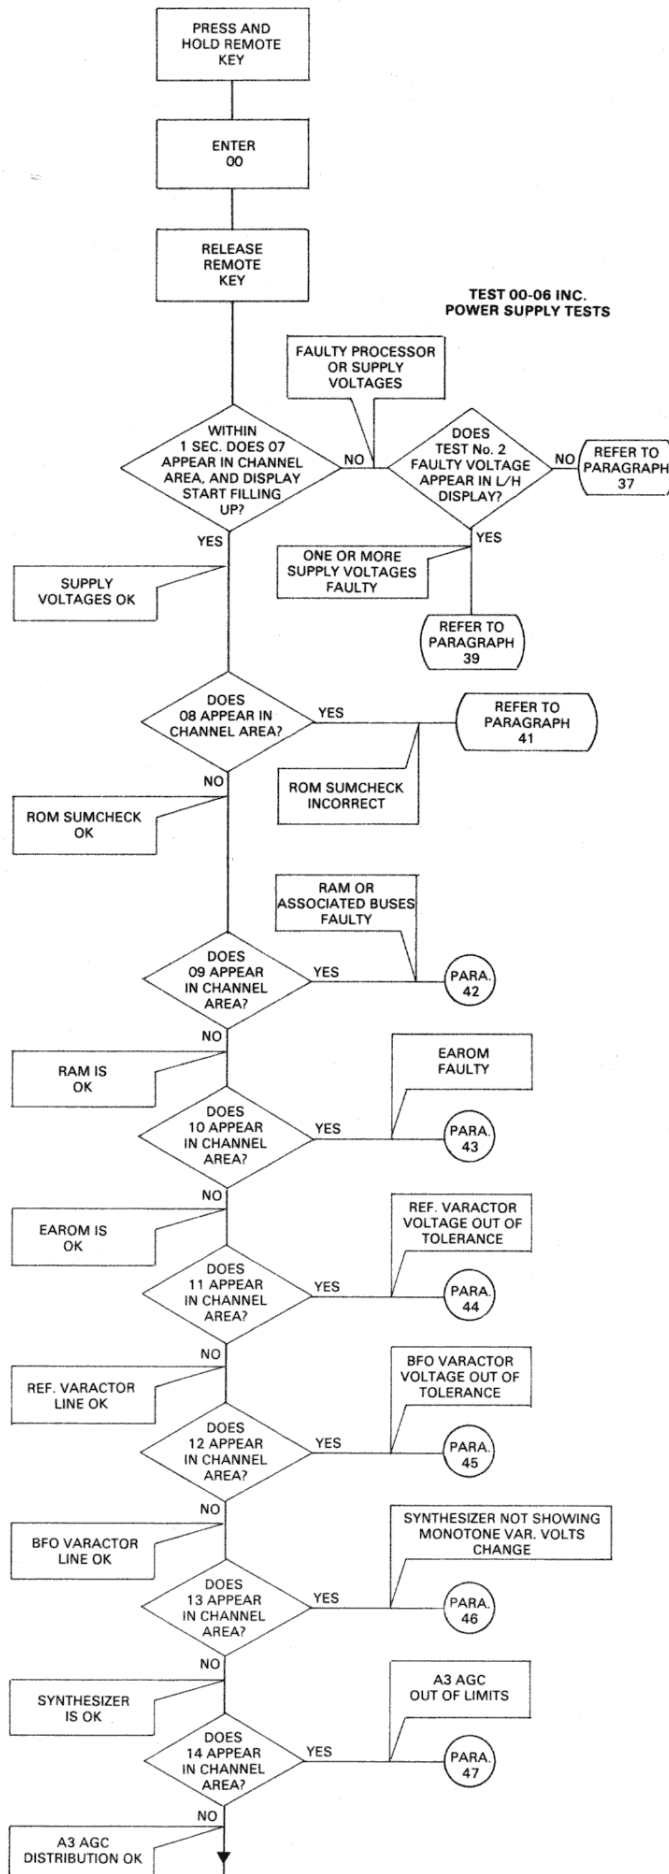 PRESS AND
HOLD REMOTE
KEY
ENTER
00
RELEASE
REMOTE
KEY
TEST 00-06 INC.
POWER SUPPLY TESTS
FAULTY PROCESSOR
OR SUPPLY
VOLTAGES
WITHIN
1 SEC. DOES 07
APPEAR IN CHANNEL
AREA, AND DISPLAY
START FILLING
UP?
NO
DOES
TEST No. 2
FAULTY VOLTAGE
APPEAR IN L/H
DISPLAY?
NO
REFER TO
PARAGRAPH
37
YES
YES
SUPPLY
VOLTAGES OK
ONE OR MORE
SUPPLY VOLTAGES
FAULTY
REFER TO
PARAGRAPH
39
DOES
08 APPEAR IN
CHANNEL AREA?
YES
REFER TO
PARAGRAPH
41
NO
ROM SUMCHECK
OK
ROM SUMCHECK
INCORRECT
RAM OR
ASSOCIATED BUSES
FAULTY
DOES
09 APPEAR
IN CHANNEL
AREA?
YES
PARA.
42
NO
RAM IS
OK
EAROM
FAULTY
DOES
10 APPEAR
IN CHANNEL
AREA?
YES
PARA.
43
NO
EAROM IS
OK
REF. VARACTOR
VOLTAGE OUT OF
TOLERANCE
DOES
11 APPEAR
IN CHANNEL
AREA?
YES
PARA.
44
NO
REF. VARACTOR
LINE OK
BFO VARACTOR
VOLTAGE OUT OF
TOLERANCE
DOES
12 APPEAR
IN CHANNEL
AREA?
YES
PARA.
45
NO
BFO VARACTOR
LINE OK
SYNTHESIZER NOT SHOWING
MONOTONE VAR. VOLTS
CHANGE
DOES
13 APPEAR
IN CHANNEL
AREA?
YES
PARA.
46
NO
SYNTHESIZER
IS OK
A3 AGC
OUT OF LIMITS
DOES
14 APPEAR
IN CHANNEL
AREA?
YES
PARA.
47
NO
A3 AGC
DISTRIBUTION OK